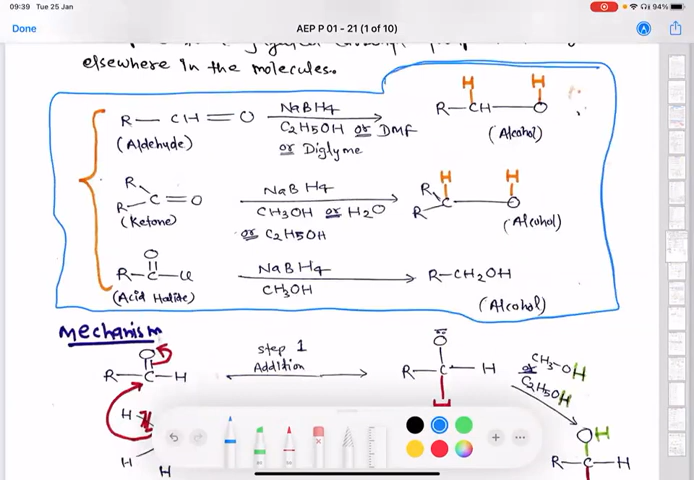 09:39 Tue 25 Jan
94%
Done
AEP P 01 - 21 (1 of 10)
elsewhere in the molecules.
H H
R — CH = O NaBH4 R—CH—O
C2H5OH or DMF
(Aldehyde) or Diglyme (Alcohol)
R H H
R C = O NaBH4 R R C O
(Ketone) CH3OH or H2O (Alcohol)
or C2H5OH
O
R—C—Cl NaBH4 R—CH2OH
(Acid Halide) CH3OH (Alcohol)
Mechanism
O step 1 O
R—C—H Addition R—C—H CH3-OH
or
C2H5OH
H OH
H H R—C—H